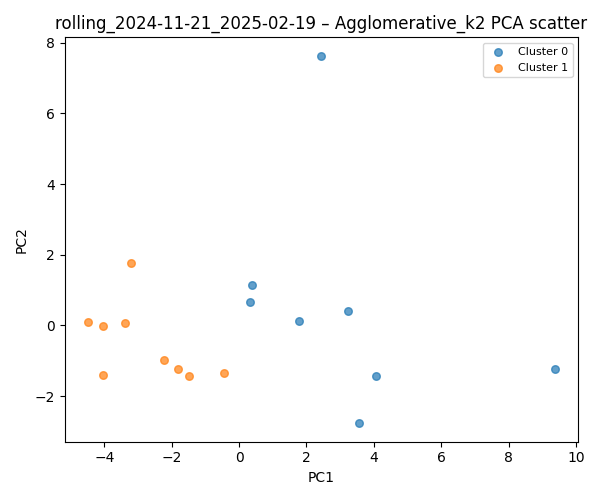 rolling_2024-11-21_2025-02-19 – Agglomerative_k2 PCA scatter
Cluster 0
Cluster 1
8
6
4
2
0
−2
PC2
−4
−2
0
2
4
6
8
10
PC1